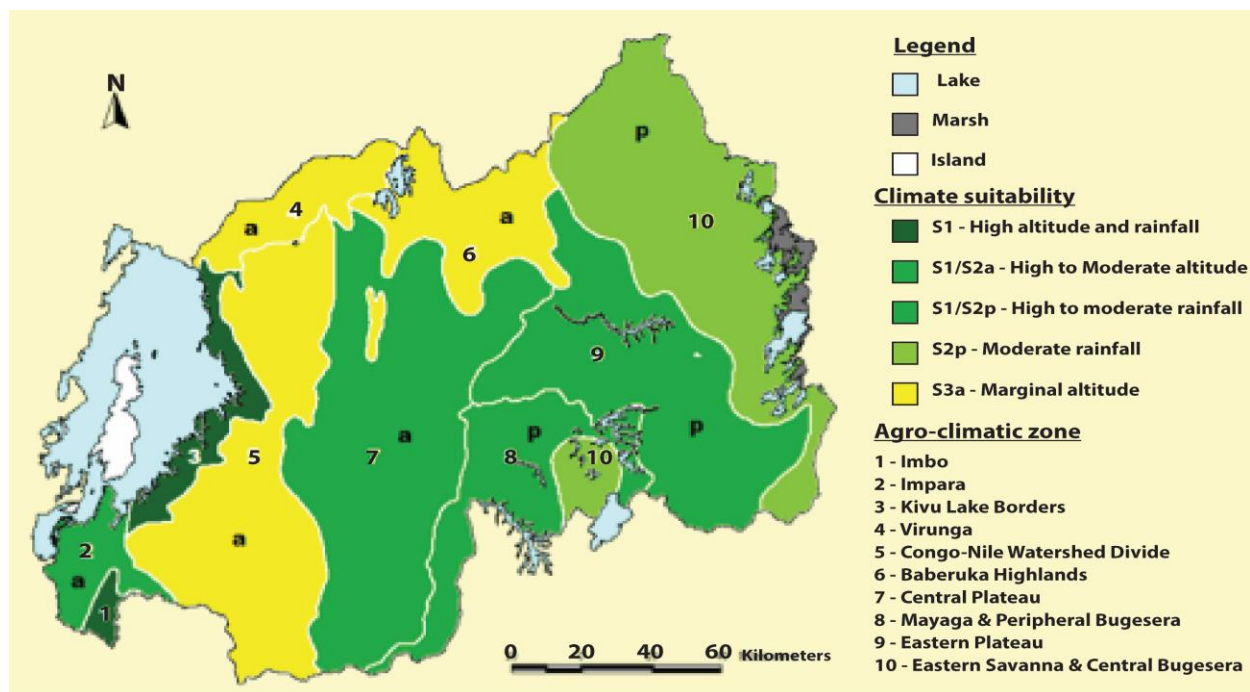 N
Legend
Lake
Marsh
Island
Climate suitability
S1 - High altitude and rainfall
S1/S2a - High to Moderate altitude
S1/S2p - High to moderate rainfall
S2p - Moderate rainfall
S3a - Marginal altitude
Agro-climatic zone
1 - Imbo
2 - Impara
3 - Kivu Lake Borders
4 - Virunga
5 - Congo-Nile Watershed Divide
6 - Baberuka Highlands
7 - Central Plateau
8 - Mayaga & Peripheral Bugesera
9 - Eastern Plateau
10 - Eastern Savanna & Central Bugesera
p
4
a
a
10
6
9
a
p
p
3
5
7
8
10
2
a
a
1
0 20 40 60 Kilometers